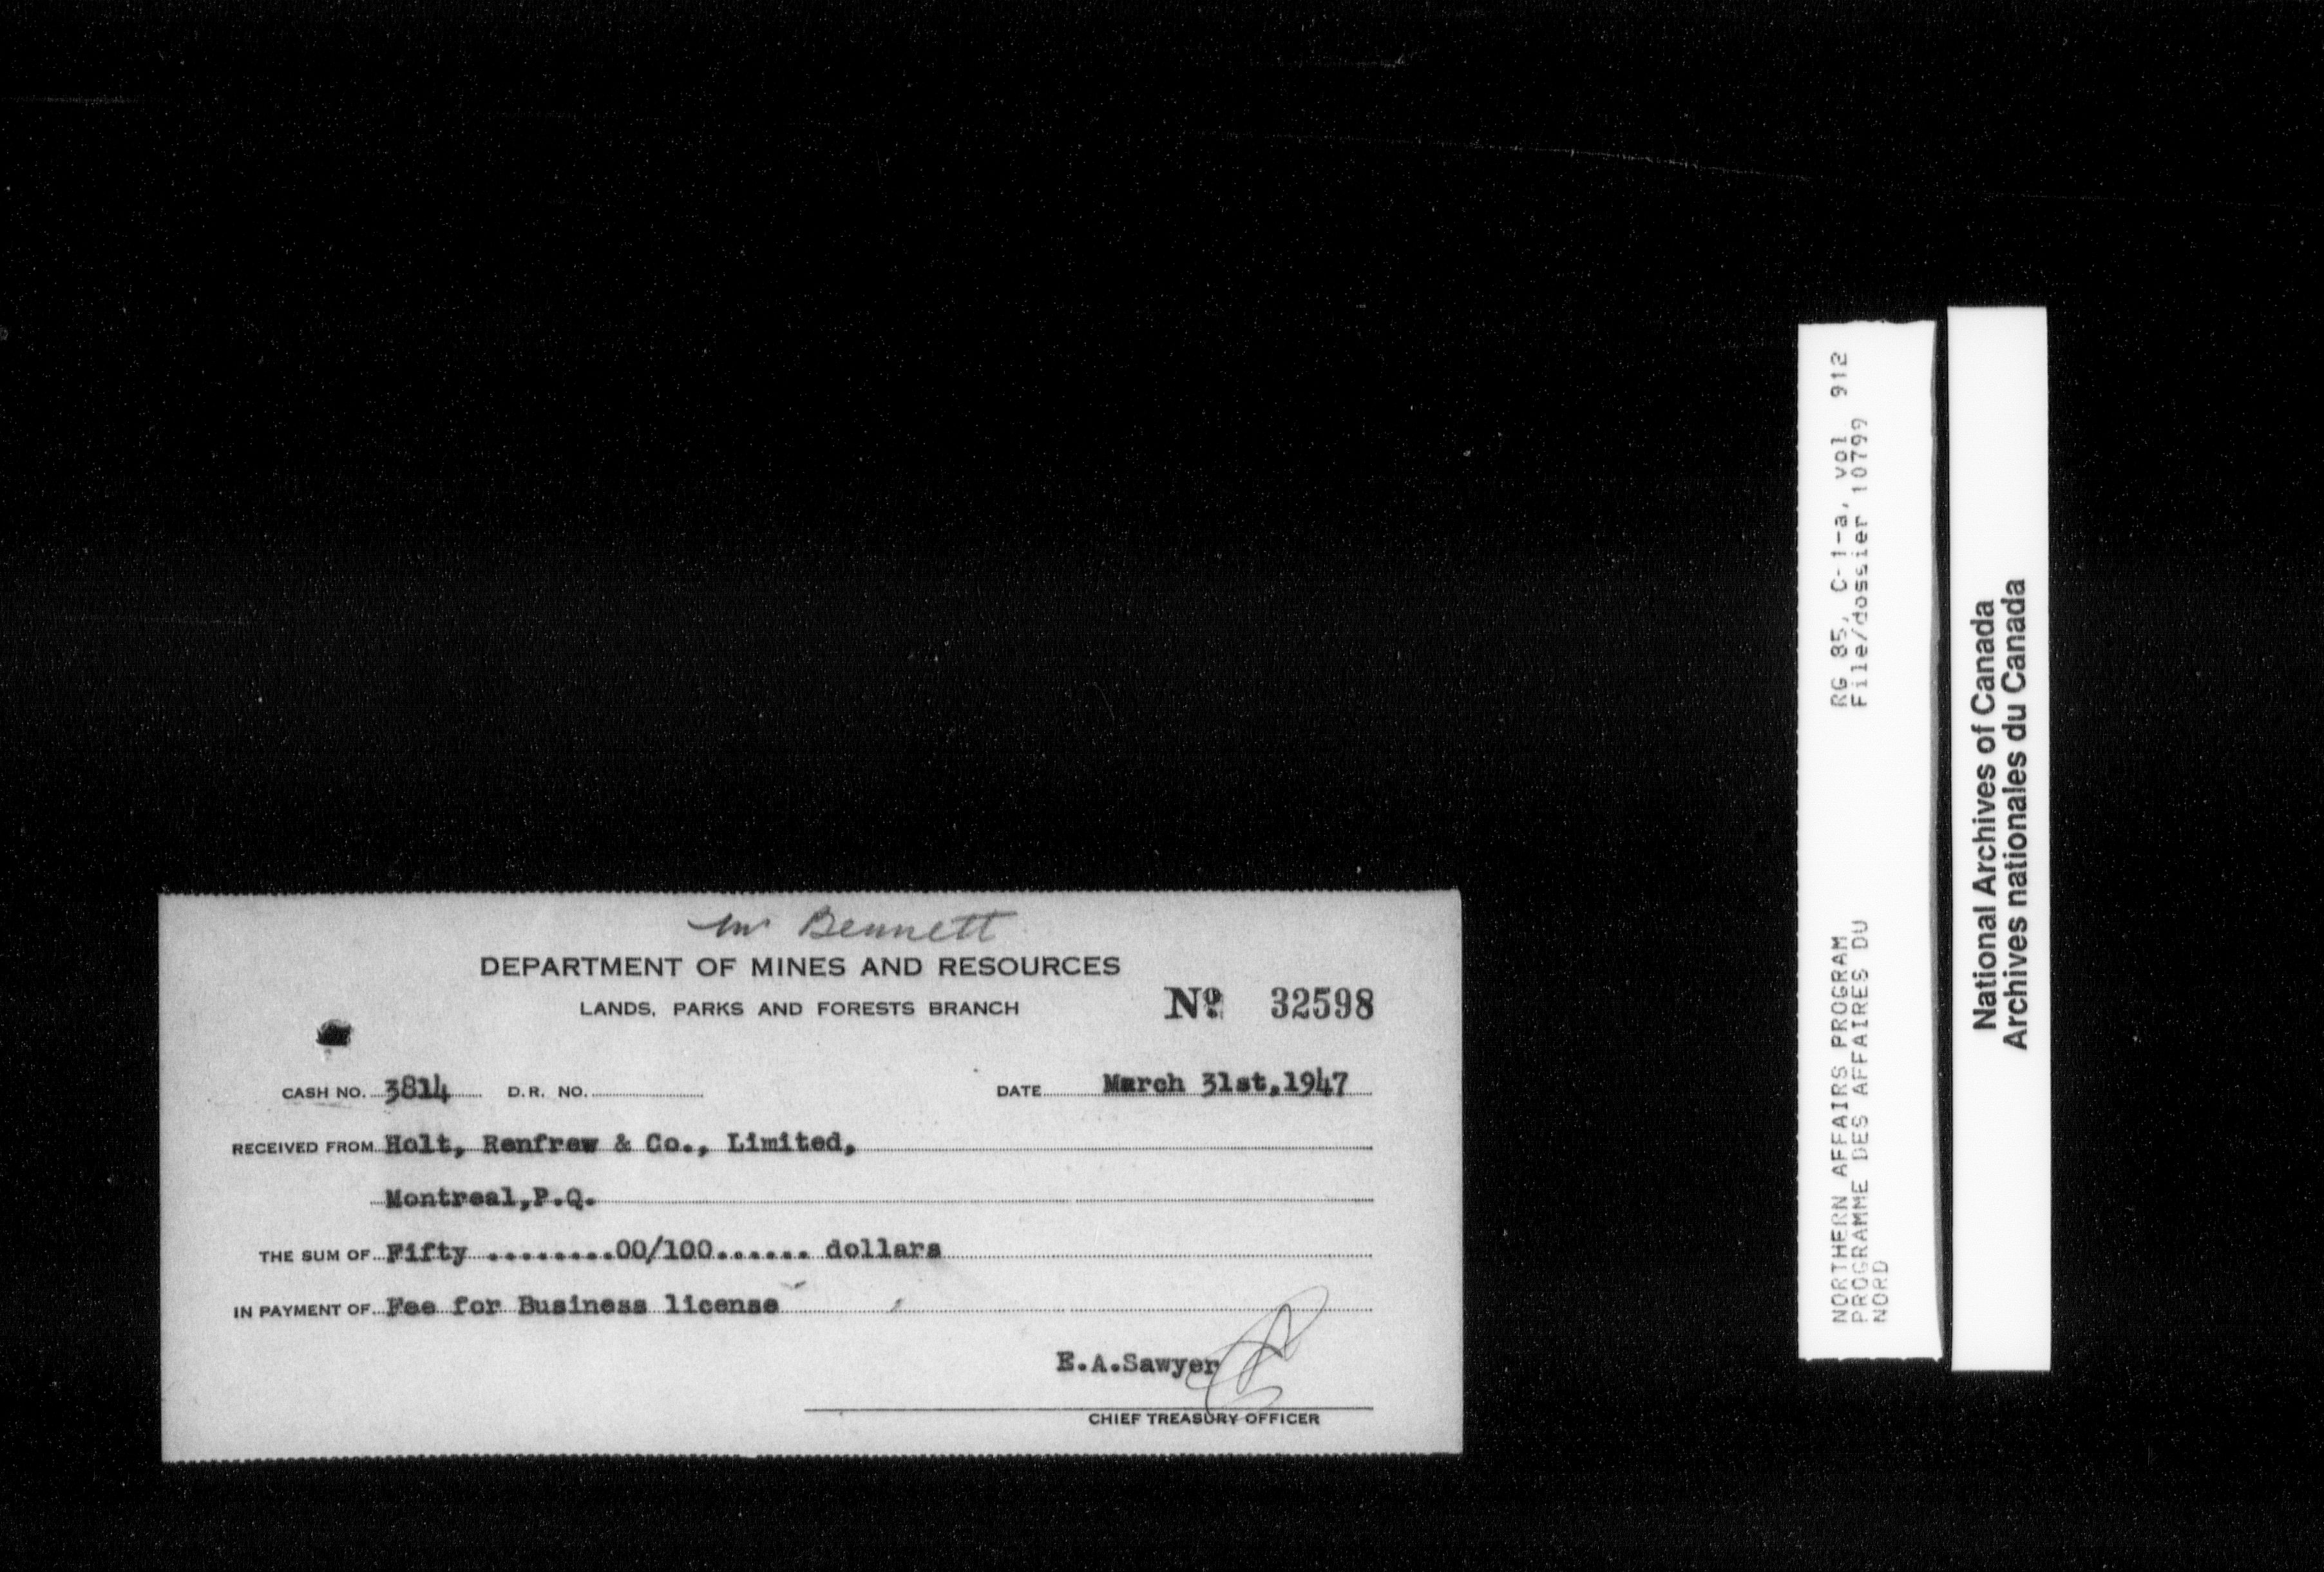 Mr Bennett
DEPARTMENT OF MINES AND RESOURCES
LANDS, PARKS AND FORESTS BRANCH
Nº 32598
CASH NO. 3814 D.R. NO. DATE March 31st,1947
RECEIVED FROM Holt, Renfrew & Co., Limited,
Montreal,P.Q.
THE SUM OF Fifty ........00/100...... dollars
IN PAYMENT OF Fee for Business license
E.A.Sawyer
CHIEF TREASURY OFFICER
NORTHERN AFFAIRS PROGRAM RG 85, C-1-a, vol 912
PROGRAMME DES AFFAIRES DU File/dossier 10799
NORD
National Archives of Canada
Archives nationales du Canada